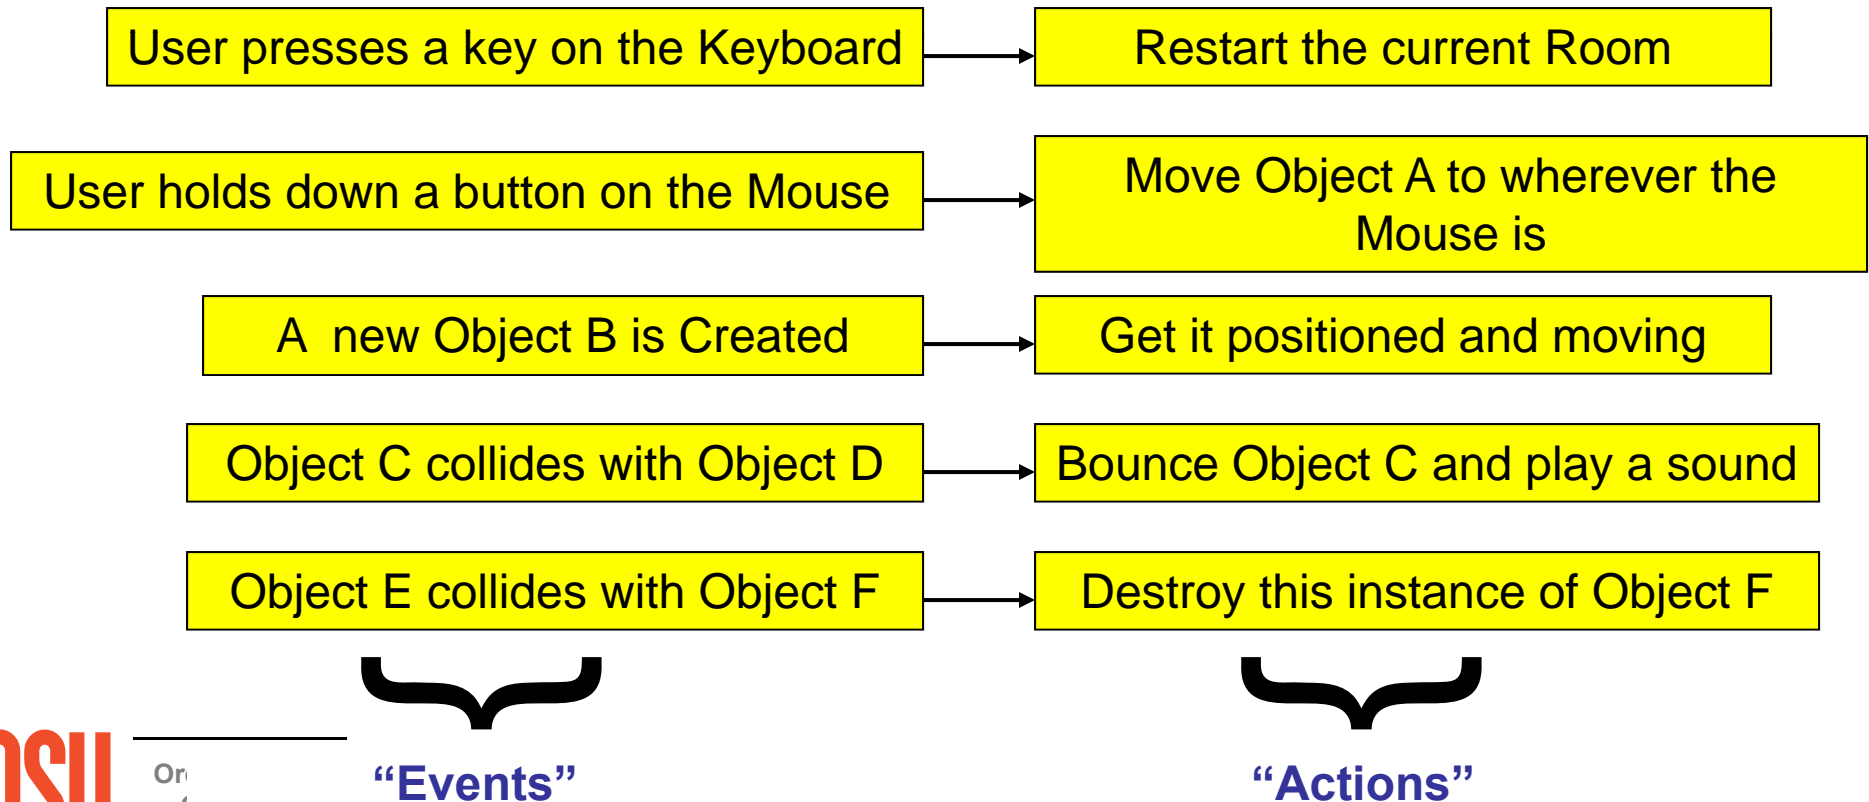 User presses a key on the Keyboard
Restart the current Room
User holds down a button on the Mouse
Move Object A to wherever the
Mouse is
A  new Object B is Created
Get it positioned and moving
Object C collides with Object D
Bounce Object C and play a sound
Object E collides with Object F
Destroy this instance of Object F
“Events”
“Actions”